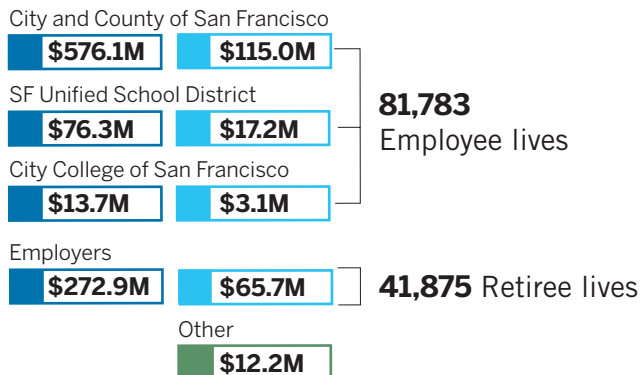 City and County of San Francisco
$576.1M $115.0M
SF Unified School District
$76.3M $17.2M
81,783
Employee lives
City College of San Francisco
$13.7M $3.1M
Employers
$272.9M $65.7M
41,875 Retiree lives
Other
$12.2M